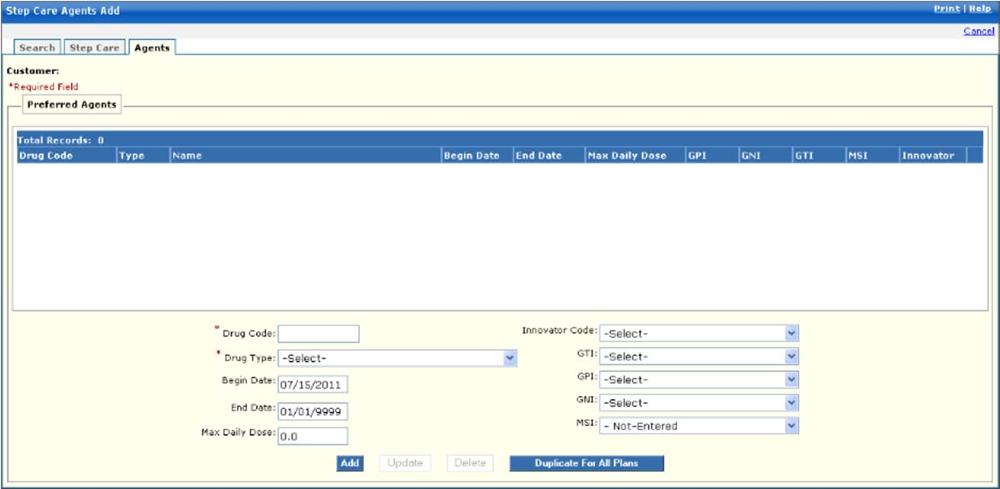 Step Care Agents Add Print | Help
Cancel
Search Step Care Agents
Customer:
*Required Field
Preferred Agents
Total Records: 0
Drug Code Type Name Begin Date End Date Max Daily Dose GPI GNI GTI MSI Innovator
* Drug Code:
* Drug Type: -Select-
Begin Date: 07/15/2011
End Date: 01/01/9999
Max Daily Dose: 0.0
Innovator Code: -Select-
GTI: -Select-
GPI: -Select-
GNI: -Select-
MSI: - Not-Entered
Add Update Delete Duplicate For All Plans